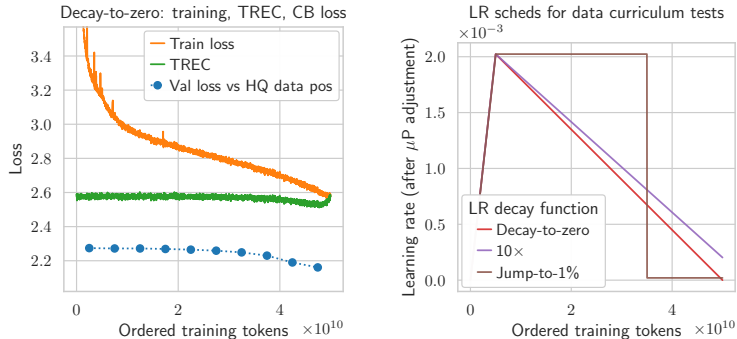 Decay-to-zero: training, TREC, CB loss
3.4
3.2
3.0
2.8
2.6
2.4
2.2
Loss
Train loss
TREC
Val loss vs HQ data pos
0
2
4
×10¹⁰
Ordered training tokens
LR scheds for data curriculum tests
×10⁻³
2.0
1.5
1.0
0.5
0.0
Learning rate (after μP adjustment)
LR decay function
Decay-to-zero
10×
Jump-to-1%
0
2
4
×10¹⁰
Ordered training tokens